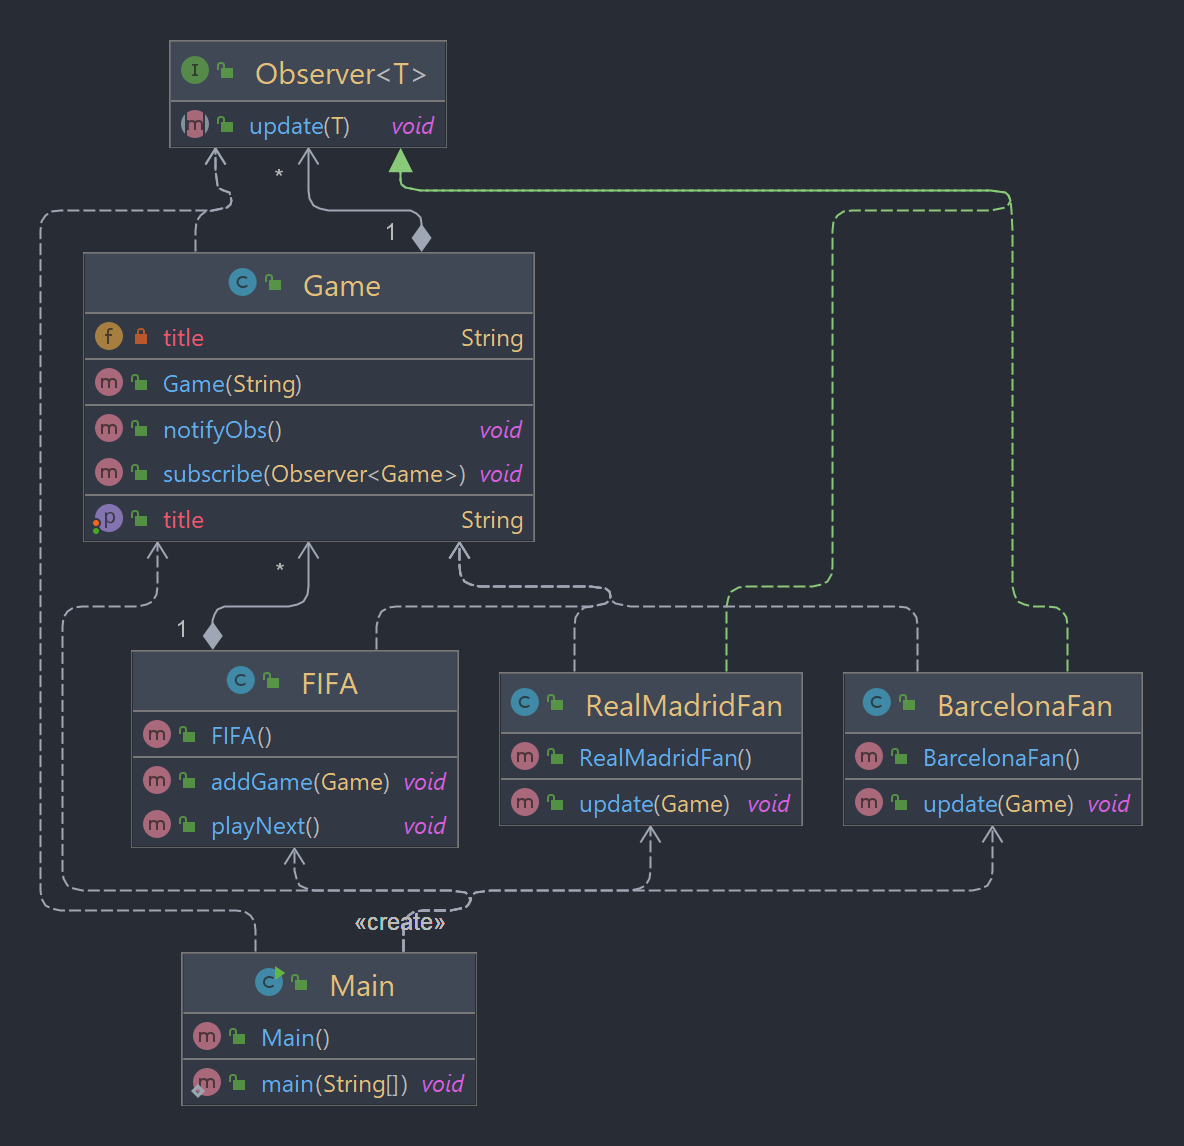 I Observer<T>
m update(T) void
*
1
C Game
f title String
m Game(String)
m notifyObs() void
m subscribe(Observer<Game>) void
p title String
*
1
C FIFA
m FIFA()
m addGame(Game) void
m playNext() void
C RealMadridFan
m RealMadridFan()
m update(Game) void
C BarcelonaFan
m BarcelonaFan()
m update(Game) void
«create»
C Main
m Main()
m main(String[]) void